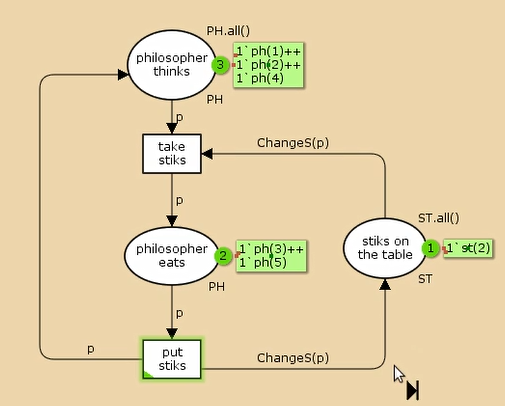 PH.all()
philosopher
thinks
3
1`ph(1)++
1`ph(2)++
1`ph(4)
PH
p
take
stiks
ChangeS(p)
p
ST.all()
philosopher
eats
2
1`ph(3)++
1`ph(5)
PH
stiks on
the table
1
1`st(2)
ST
p
p
put
stiks
ChangeS(p)